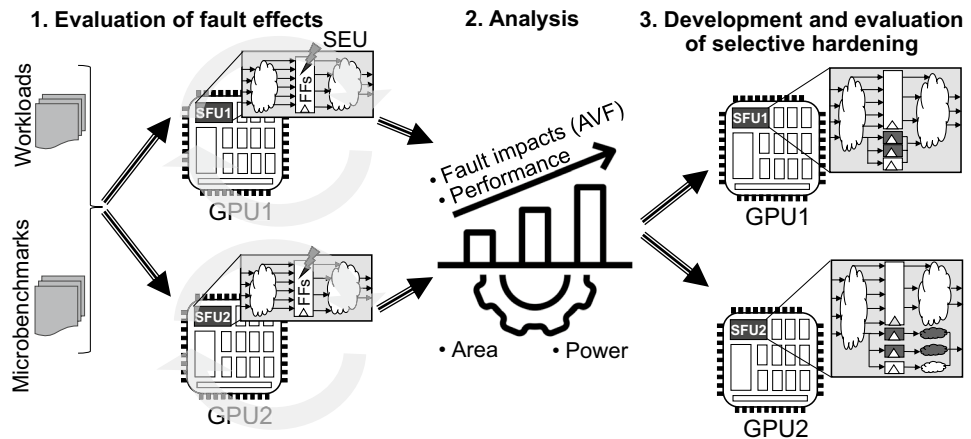 1. Evaluation of fault effects
2. Analysis
3. Development and evaluation
of selective hardening
Workloads
Microbenchmarks
SEU
SFU1
FFs
GPU1
SFU2
FFs
GPU2
• Fault impacts (AVF)
• Performance
• Area
• Power
SFU1
GPU1
SFU2
GPU2